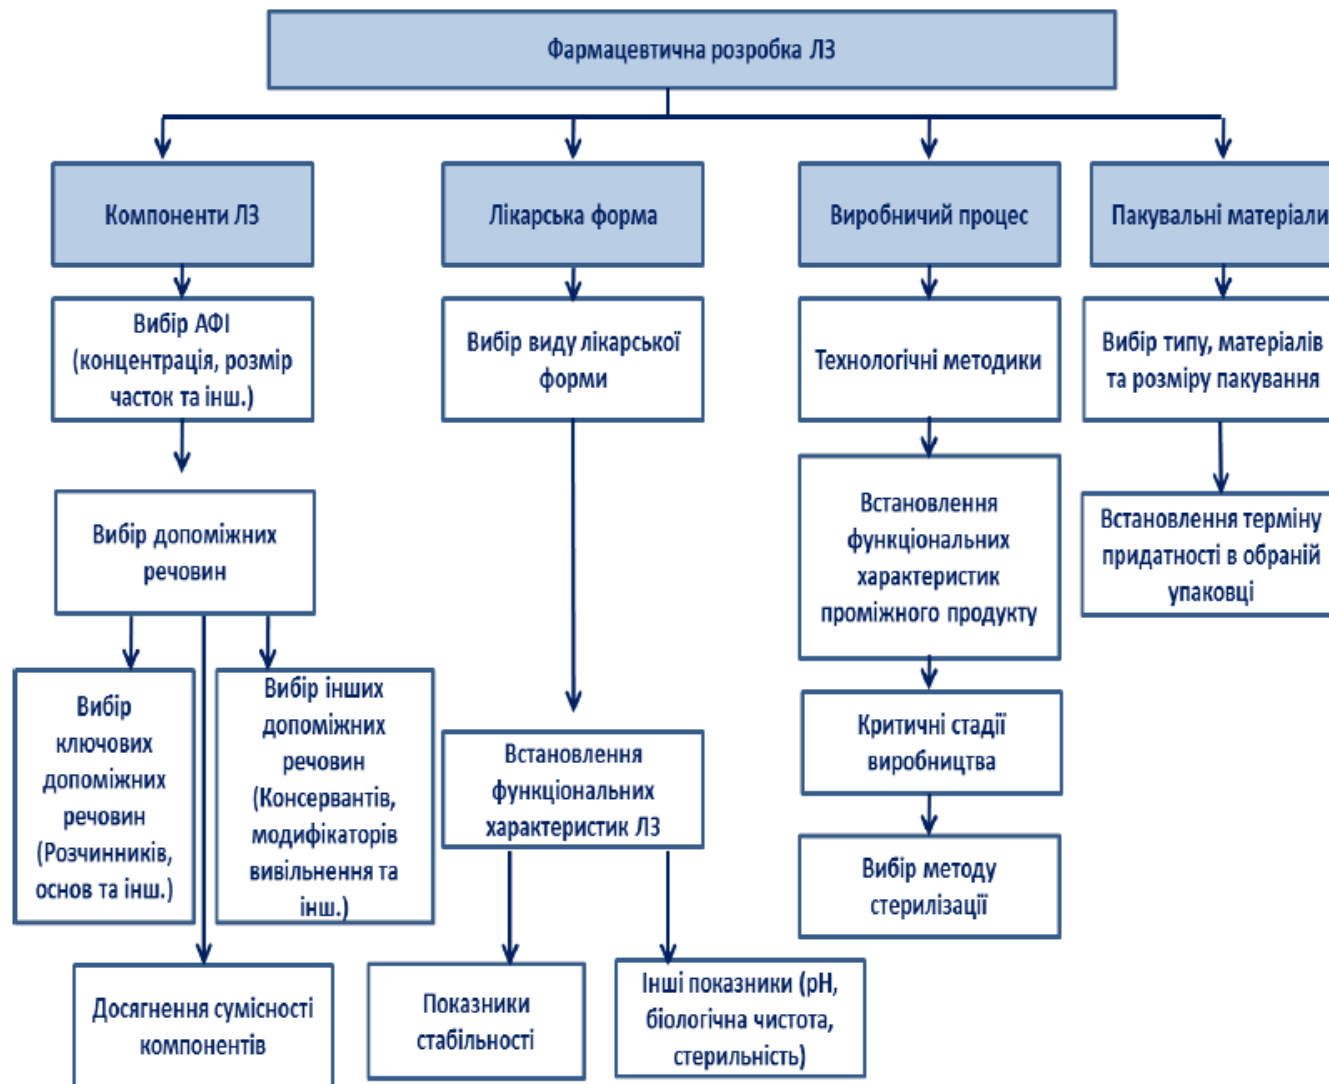 Фармацевтична розробка ЛЗ
Компоненти ЛЗ
Лікарська форма
Виробничий процес
Пакувальні матеріали
Вибір АФІ
(концентрація, розмір
часток та інш.)
Вибір виду лікарської
форми
Технологічні методики
Вибір типу, матеріалів
та розміру пакування
Вибір допоміжних
речовин
Встановлення
функціональних
характеристик
проміжного продукту
Встановлення терміну
придатності в обраній
упаковці
Вибір
ключових
допоміжних
речовин
(Розчинників,
основ та інш.)
Вибір інших
допоміжних
речовин
(Консервантів,
модифікаторів
вивільнення та
інш.)
Встановлення
функціональних
характеристик ЛЗ
Критичні стадії
виробництва
Вибір методу
стерилізації
Досягнення сумісності
компонентів
Показники
стабільності
Інші показники (рН,
біологічна чистота,
стерильність)